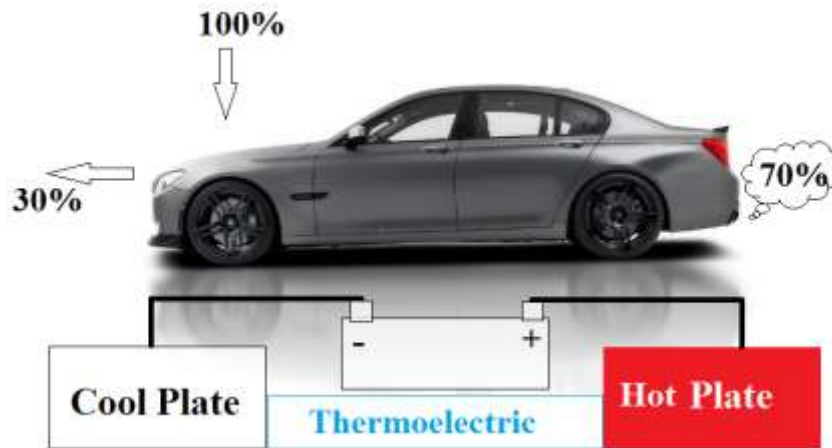 100%
30%
70%
- +
Cool Plate
Thermoelectric
Hot Plate